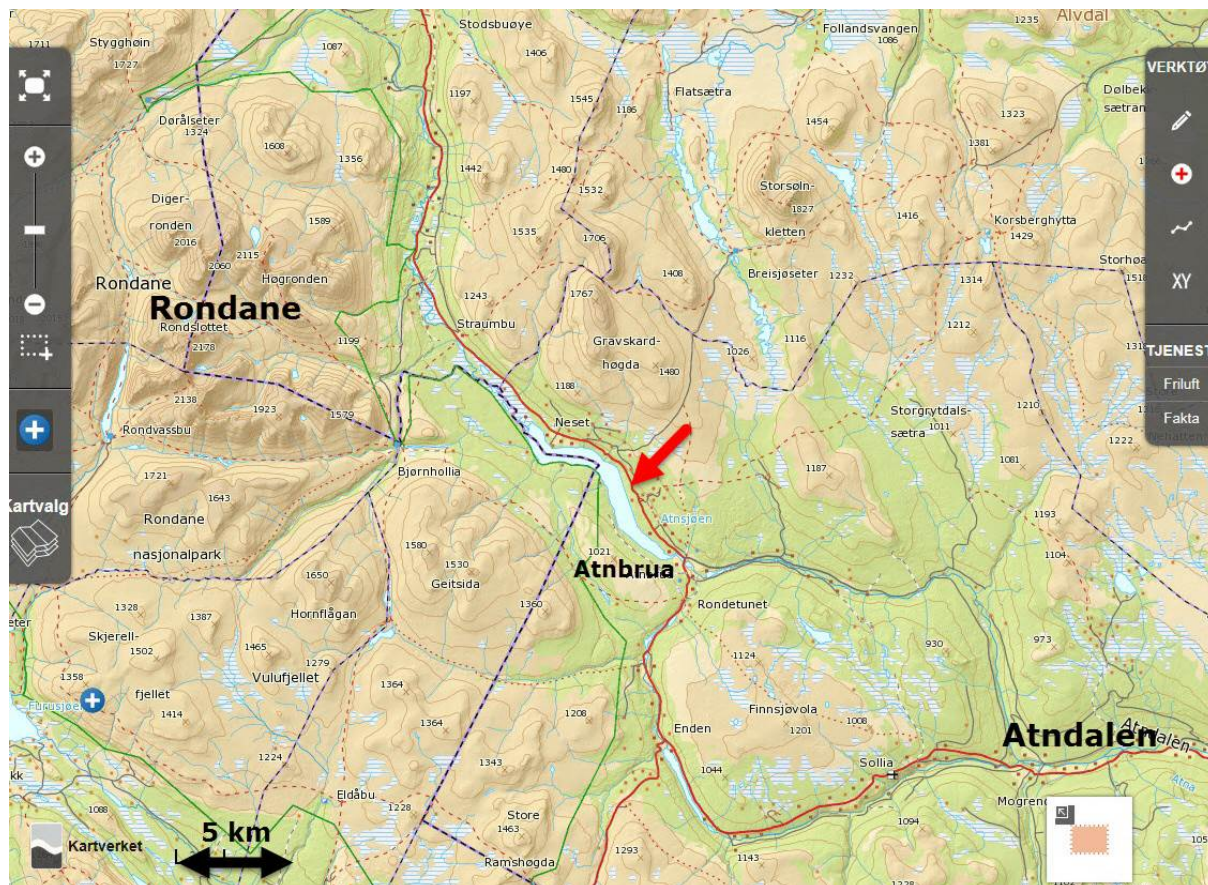 Stodsbuøye
1235
Alvdal
1711
Stygghøin
1727
1087
1406
Follandsvangen
1086
VERKTØY
1197
1545
1186
Flatsætra
1454
1323
Dørålseter
1324
1608
1356
1442
1480
1532
1381
Diger-
ronden
2016
1589
1535
1706
Storsøln-
1827
kletten
1416
Korsberghytta
1429
2115
2060
Høgronden
1408
Breisjøseter
1232
1314
XY
Rondane
Rondane
Rondslottet
2178
1243
1767
Straumbu
Gravskard-
høgda
1480
1199
1026
1116
1212
2138
1923
1579
1188
Neset
Storgrytdals-
sætra
1011
1210
Friluft
Fakta
Rondvassbu
Bjørnhollia
1222
1721
1643
1187
1081
Kartvalg
Rondane
nasjonalpark
Atnsjøen
1193
1580
1530
Geitsida
1021
Atnbrua
1104
1650
1360
Rondetunet
1328
1387
Hornflågan
Skjerell-
1502
1465
1279
Vulufjellet
930
973
1358
fjellet
1414
1364
1124
Furusjøen
1364
1208
Enden
Finnsjøvola
1201
1008
Atndalen
Atndalen
1224
1343
1044
Sollia
Atna
Eldåbu
1228
Store
1463
1088
5 km
Kartverket
Ramshøgda
1293
1094
1143
1228